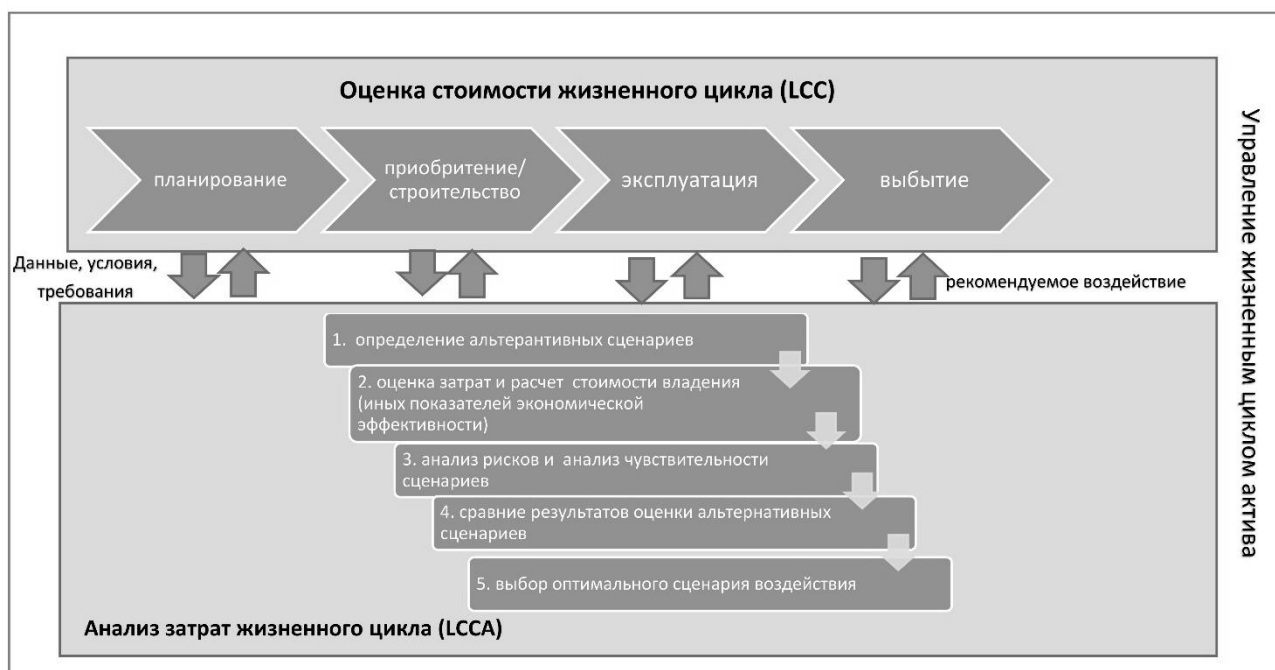 Оценка стоимости жизненного цикла (LCC)
планирование
приобритение/
строительство
эксплуатация
выбытие
Данные, условия,
требования
рекомендуемое воздействие
1. определение альтерантивных сценариев
2. оценка затрат и расчет стоимости владения
(иных показателей экономической
эффективности)
3. анализ рисков и анализ чувствительности
сценариев
4. сравние результатов оценки альтернативных
сценариев
5. выбор оптимального сценария воздействия
Анализ затрат жизненного цикла (LCCA)
Управление жизненным циклом актива